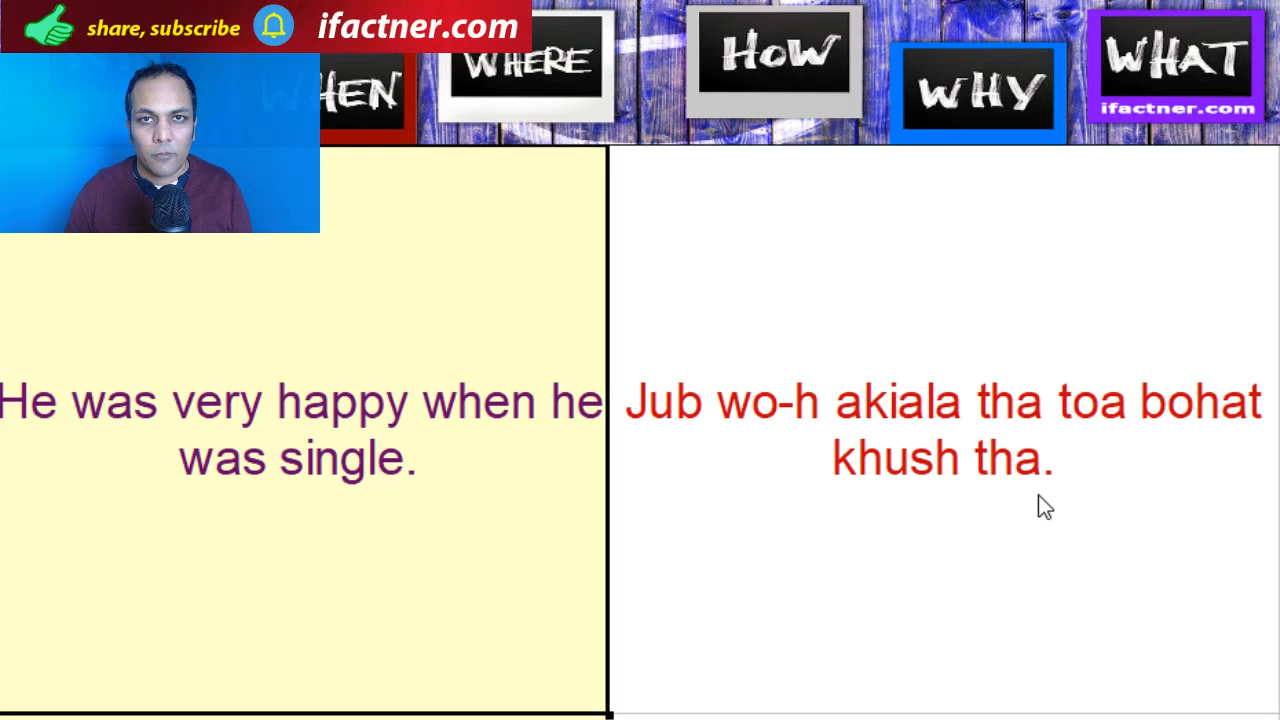 share, subscribe ifactner.com
WHEN WHERE HOW WHY WHAT
ifactner.com
He was very happy when he
was single.
Jub wo-h akiala tha toa bohat
khush tha.